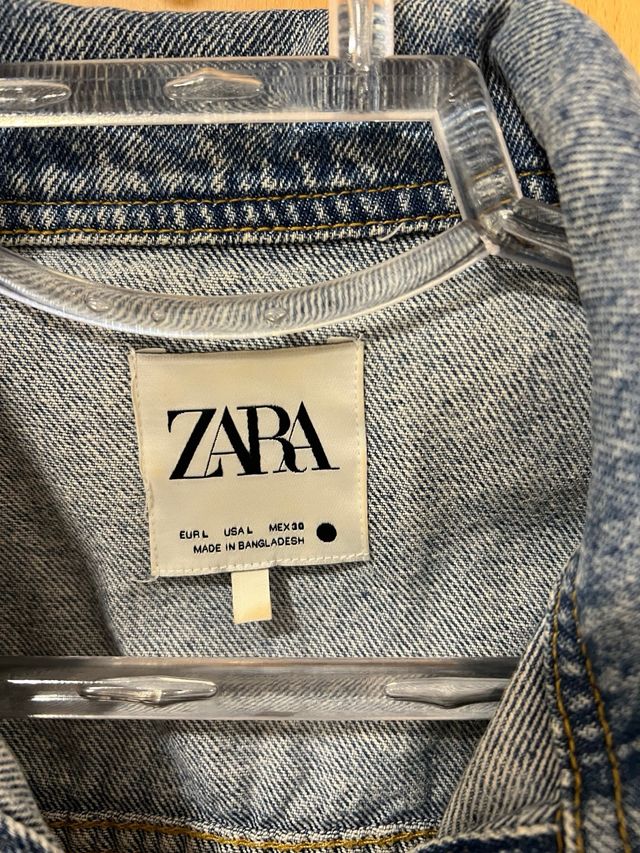 ZARA
EUR L USA L MEX 30
MADE IN BANGLADESH